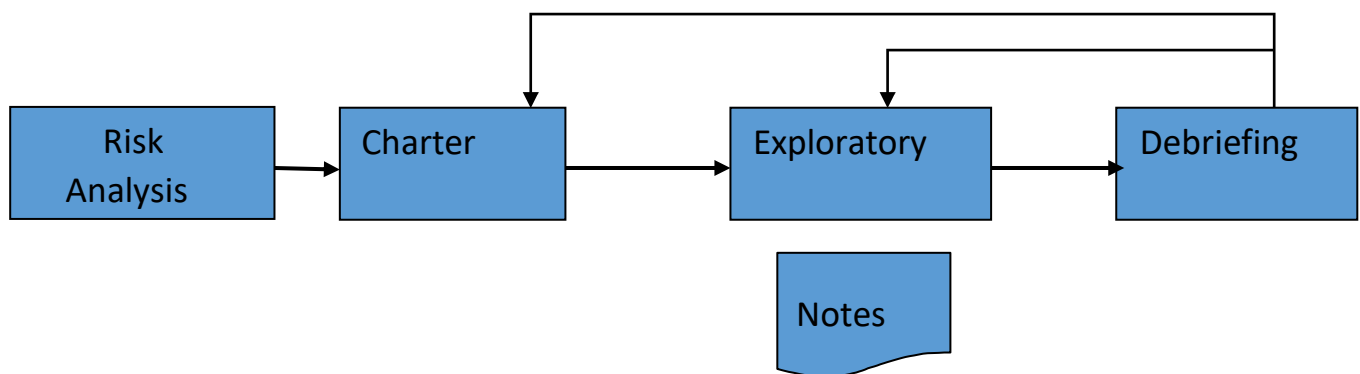 Risk
Analysis
Charter
Exploratory
Debriefing
Notes